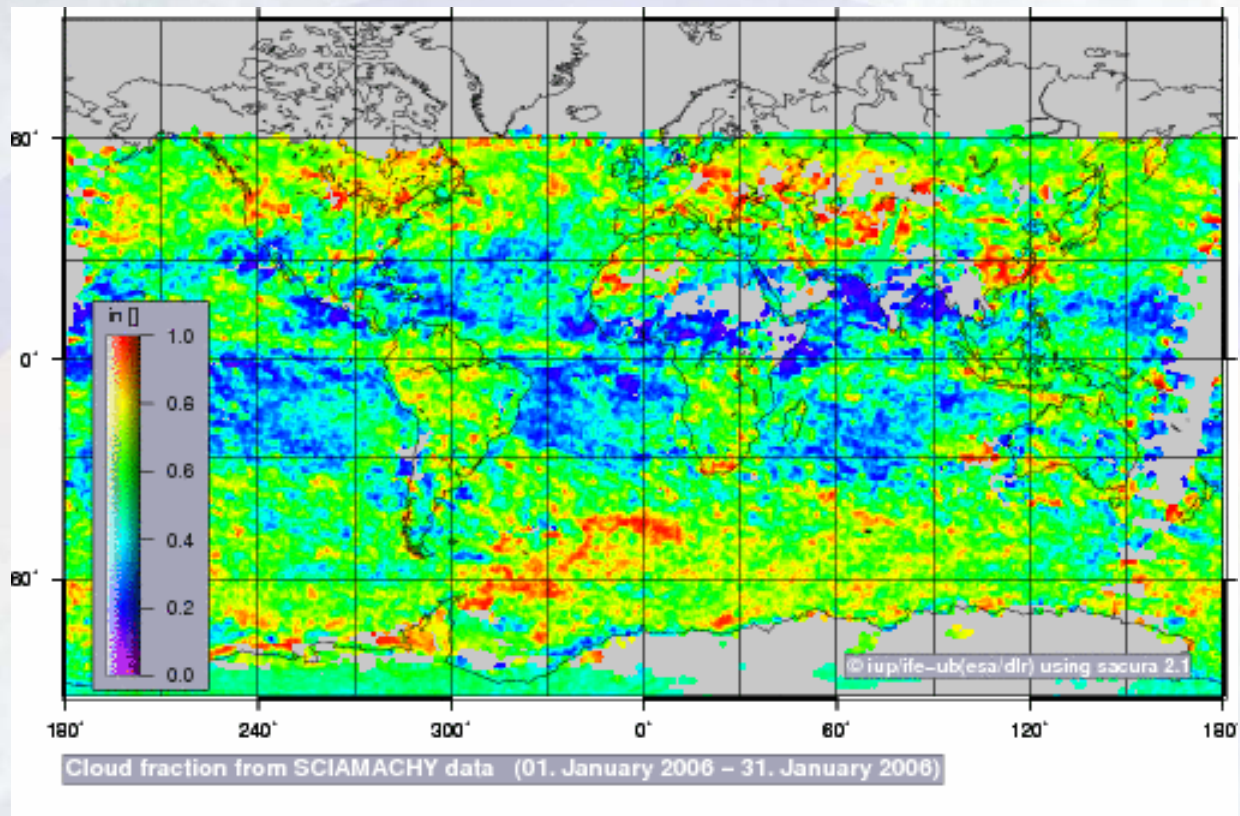 60°
in []
1.0
0°
0.8
0.6
0.4
60°
0.2
0.0
© iup/ife-ub(esa/dlr) using sacura 2.1
180° 240° 300° 0° 60° 120° 180°
Cloud fraction from SCIAMACHY data (01. January 2006 – 31. January 2006)